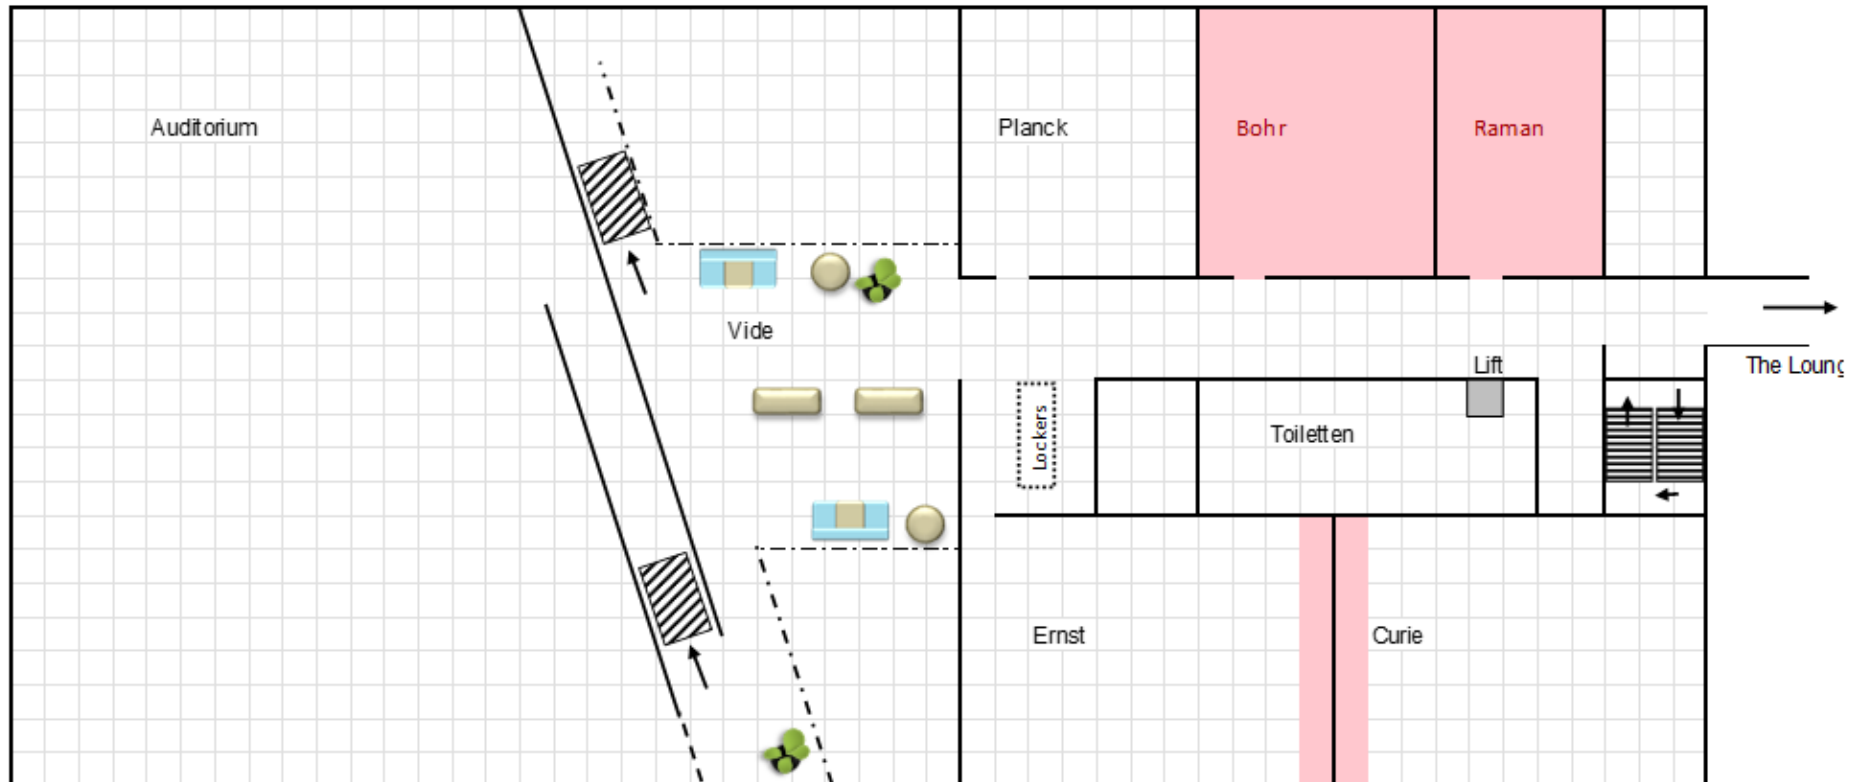 Auditorium
Planck
Bohr
Raman
Vide
Lift
The Loung
Lockers
Toiletten
Ernst
Curie